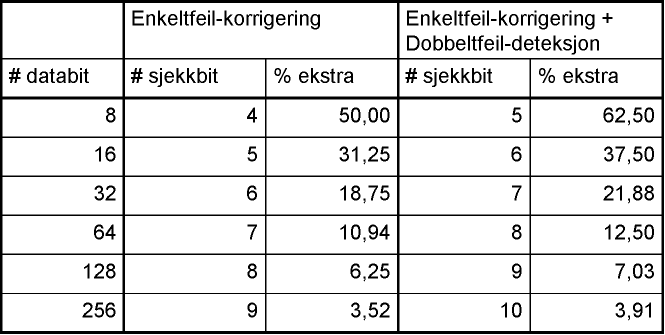 Enkeltfeil-korrigering Enkeltfeil-korrigering +
Dobbeltfeil-deteksjon
# databit # sjekkbit % ekstra # sjekkbit % ekstra
8 4 50,00 5 62,50
16 5 31,25 6 37,50
32 6 18,75 7 21,88
64 7 10,94 8 12,50
128 8 6,25 9 7,03
256 9 3,52 10 3,91